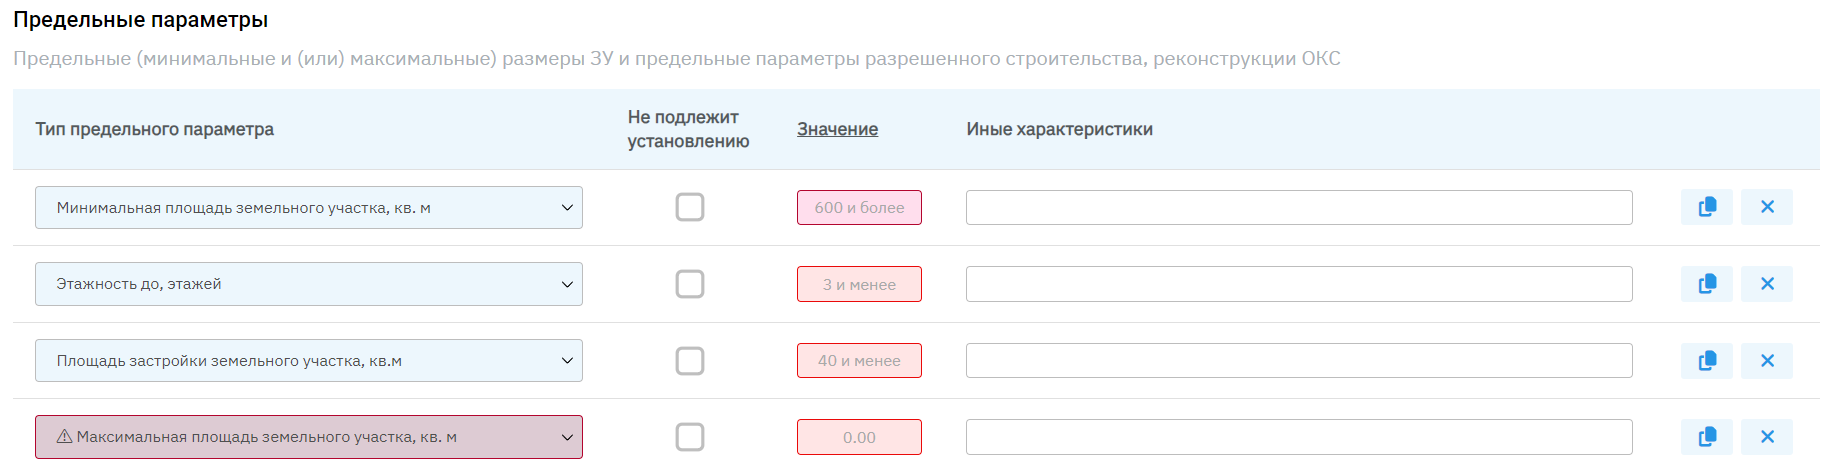 Предельные параметры
Предельные (минимальные и (или) максимальные) размеры ЗУ и предельные параметры разрешенного строительства, реконструкции ОКС
Тип предельного параметра
Не подлежит
установлению
Значение
Иные характеристики
Минимальная площадь земельного участка, кв. м
600 и более
Этажность до, этажей
3 и менее
Площадь застройки земельного участка, кв.м
40 и менее
⚠ Максимальная площадь земельного участка, кв. м
0.00